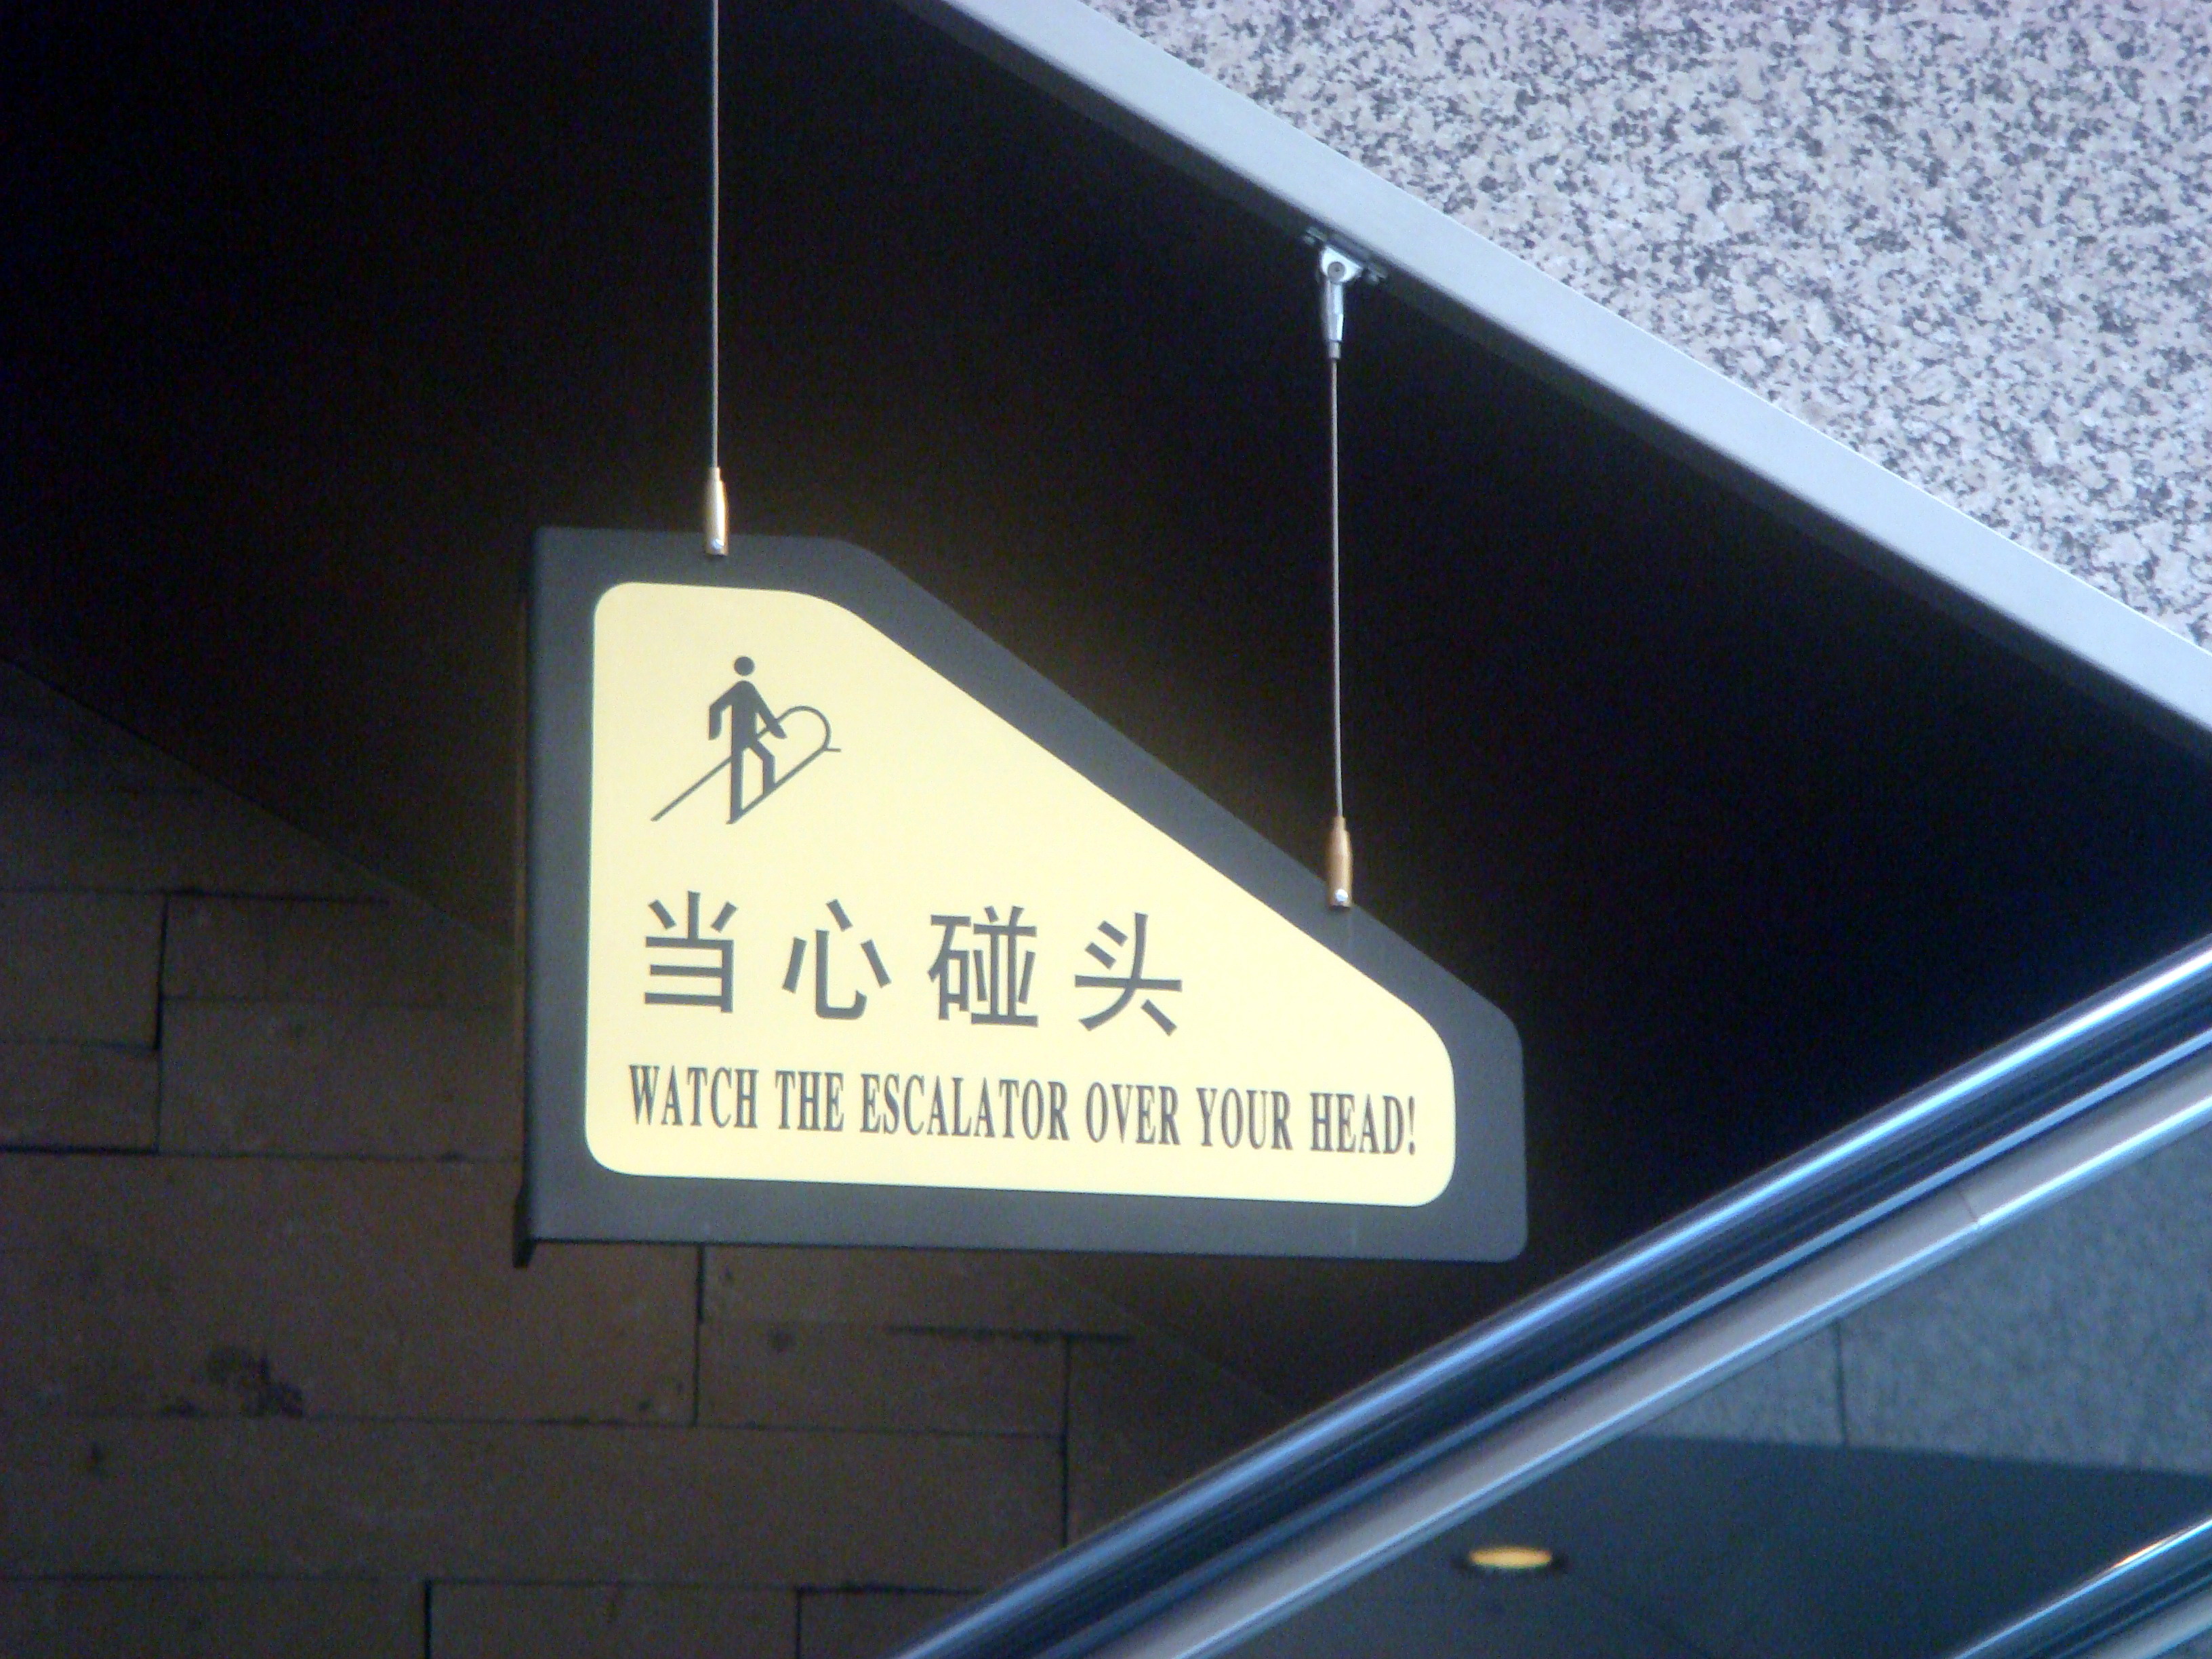 当心碰头
WATCH THE ESCALATOR OVER YOUR HEAD!